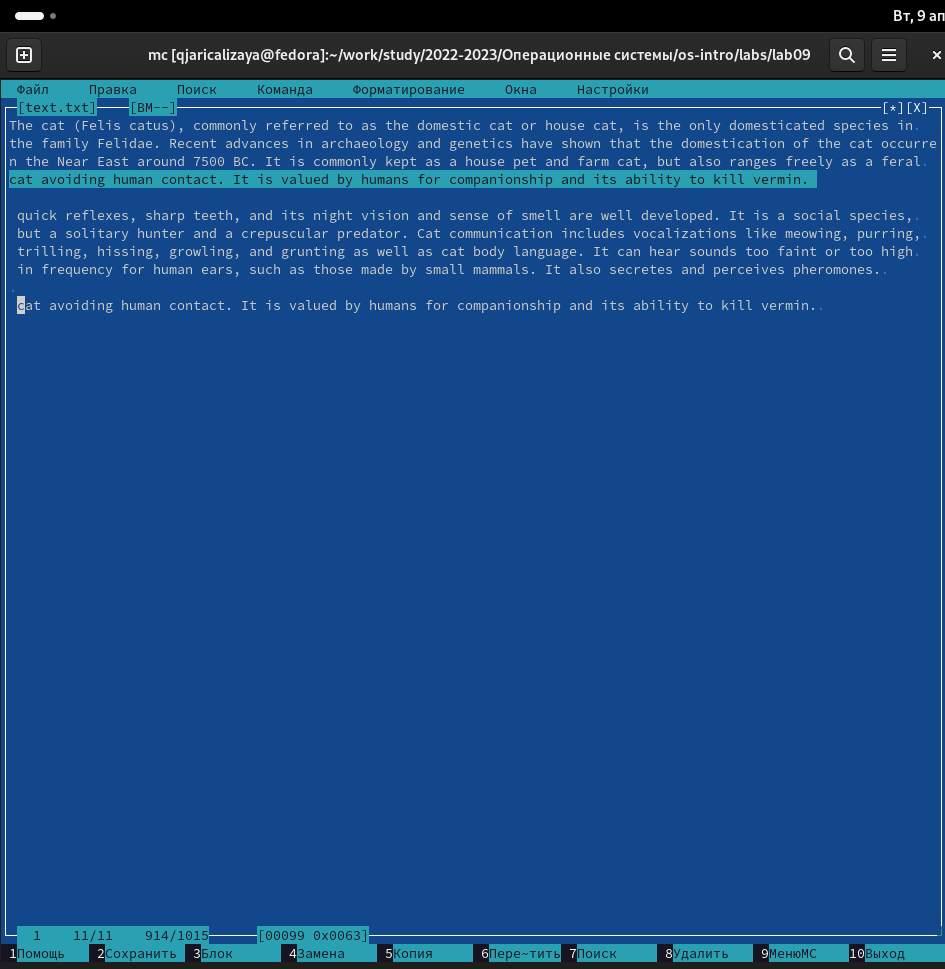 Вт, 9 ап
mc [qjaricalizaya@fedora]:~/work/study/2022-2023/Операционные системы/os-intro/labs/lab09
Файл Правка Поиск Команда Форматирование Окна Настройки
[text.txt] [BM--] [*][X]
The cat (Felis catus), commonly referred to as the domestic cat or house cat, is the only domesticated species in.
the family Felidae. Recent advances in archaeology and genetics have shown that the domestication of the cat occurre
n the Near East around 7500 BC. It is commonly kept as a house pet and farm cat, but also ranges freely as a feral.
cat avoiding human contact. It is valued by humans for companionship and its ability to kill vermin.
quick reflexes, sharp teeth, and its night vision and sense of smell are well developed. It is a social species,.
but a solitary hunter and a crepuscular predator. Cat communication includes vocalizations like meowing, purring,.
trilling, hissing, growling, and grunting as well as cat body language. It can hear sounds too faint or too high.
in frequency for human ears, such as those made by small mammals. It also secretes and perceives pheromones..
.
cat avoiding human contact. It is valued by humans for companionship and its ability to kill vermin..
1 11/11 914/1015 [00099 0x0063]
1Помощь 2Сохранить 3Блок 4Замена 5Копия 6Пере~тить 7Поиск 8Удалить 9МенюMC 10Выход